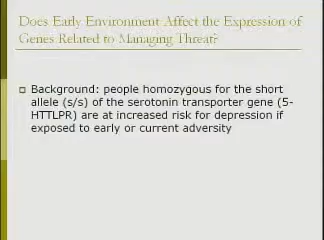 Does Early Environment Affect the Expression of
Genes Related to Managing Threat?
Background: people homozygous for the short
allele (s/s) of the serotonin transporter gene (5-
HTTLPR) are at increased risk for depression if
exposed to early or current adversity